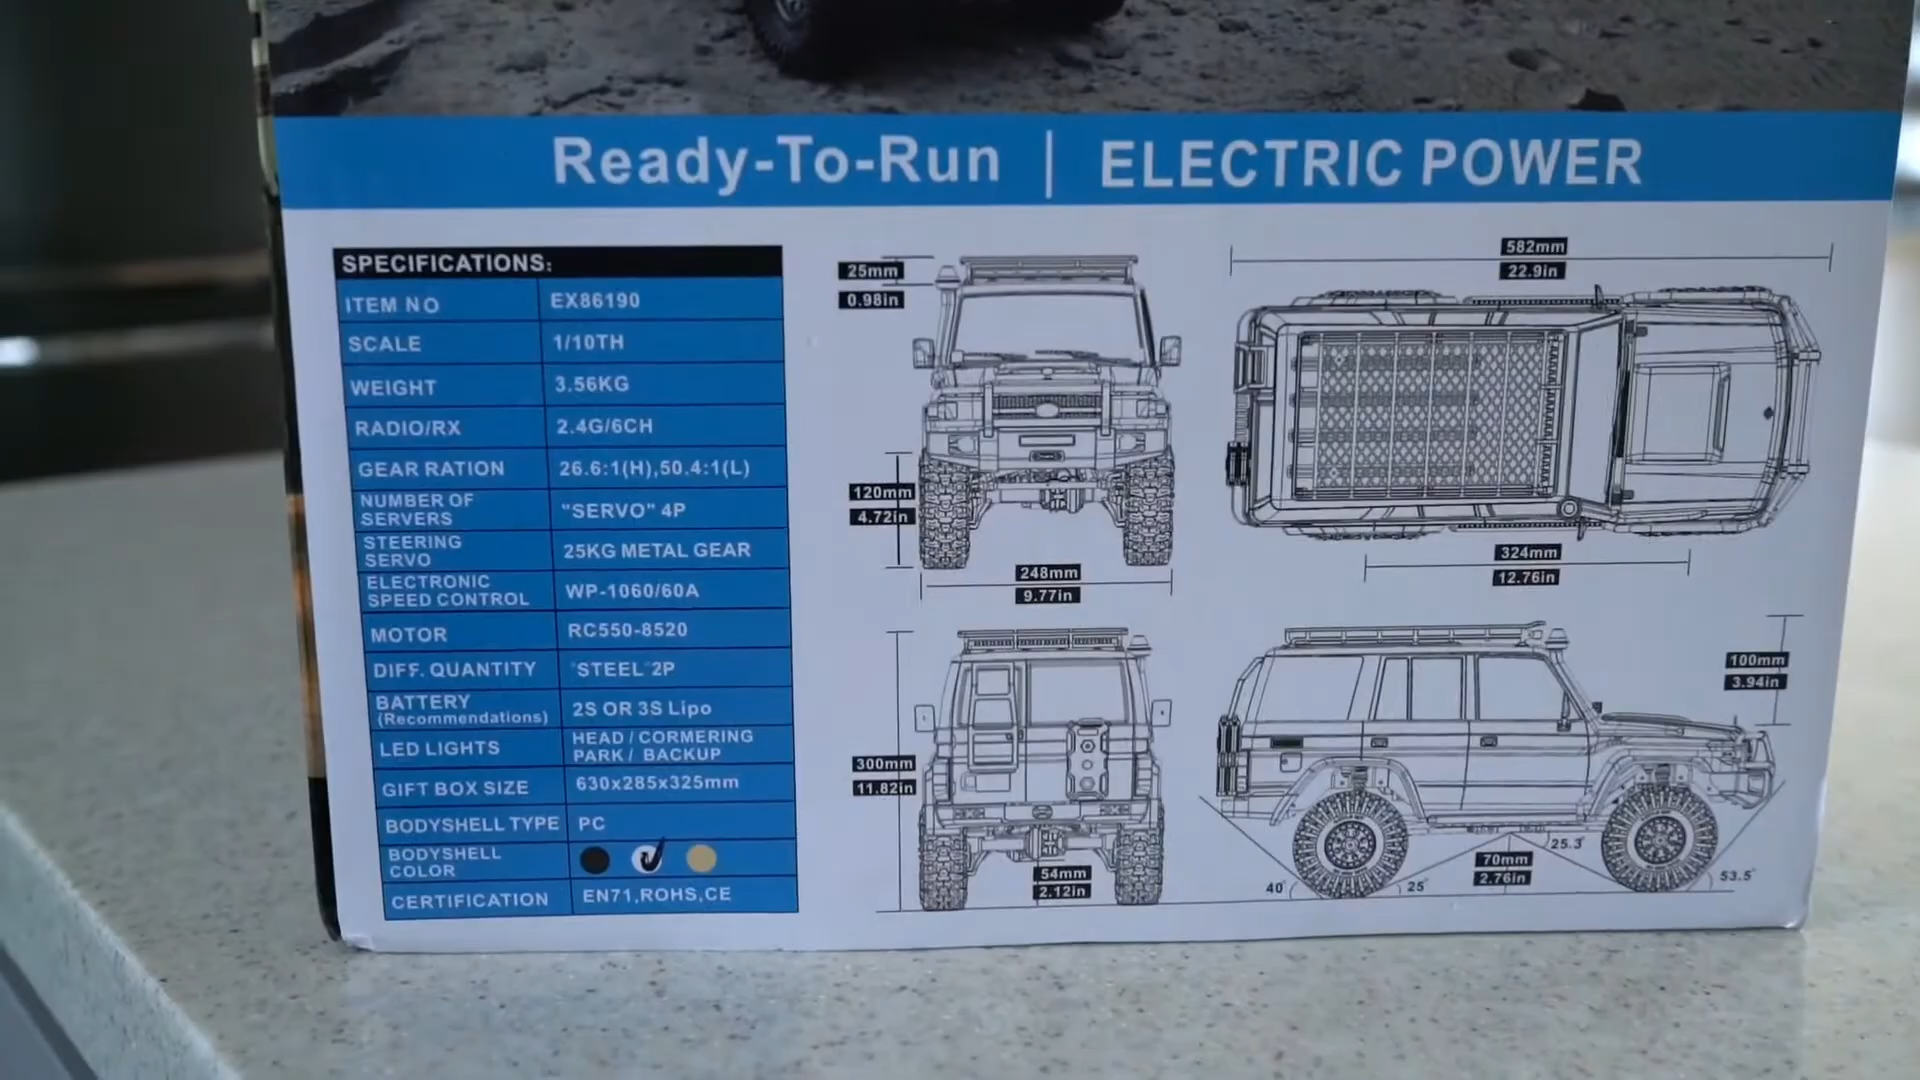 Ready-To-Run | ELECTRIC POWER
SPECIFICATIONS:
ITEM NO EX86190
SCALE 1/10TH
WEIGHT 3.56KG
RADIO/RX 2.4G/6CH
GEAR RATION 26.6:1(H),50.4:1(L)
NUMBER OF
SERVERS
"SERVO" 4P
STEERING
SERVO
25KG METAL GEAR
ELECTRONIC
SPEED CONTROL
WP-1060/60A
MOTOR RC550-8520
DIFF. QUANTITY "STEEL"2P
BATTERY
(Recommendations)
2S OR 3S Lipo
LED LIGHTS
HEAD / CORMERING
PARK / BACKUP
GIFT BOX SIZE 630x285x325mm
BODYSHELL TYPE PC
BODYSHELL
COLOR
CERTIFICATION EN71,ROHS,CE
25mm
0.98in
120mm
4.72in
248mm
9.77in
582mm
22.9in
324mm
12.76in
300mm
11.82in
54mm
2.12in
100mm
3.94in
40°
25°
70mm
2.76in
25.3°
53.5°